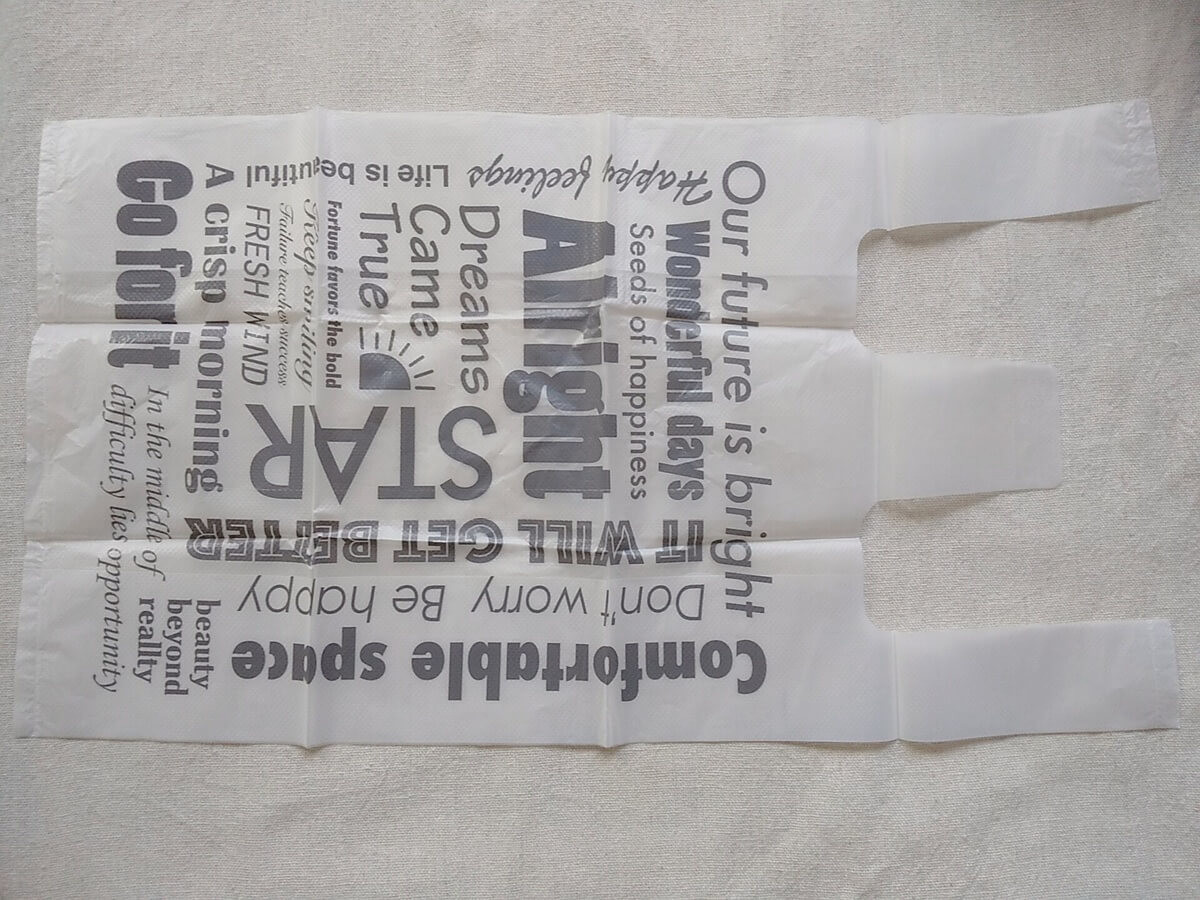 Our future is bright
Happy feelings
Wonderful days
Seeds of happiness
Alright
Life is beautiful
Dreams
Came
True
Fortune favors the bold
Keep smiling
Failure teaches success
FRESH WIND
A crisp morning
Go for it
STAR
IT WILL GET BETTER
Don't worry Be happy
Comfortable space
In the middle of
difficulty lies opportunity
beauty
beyond
reallty